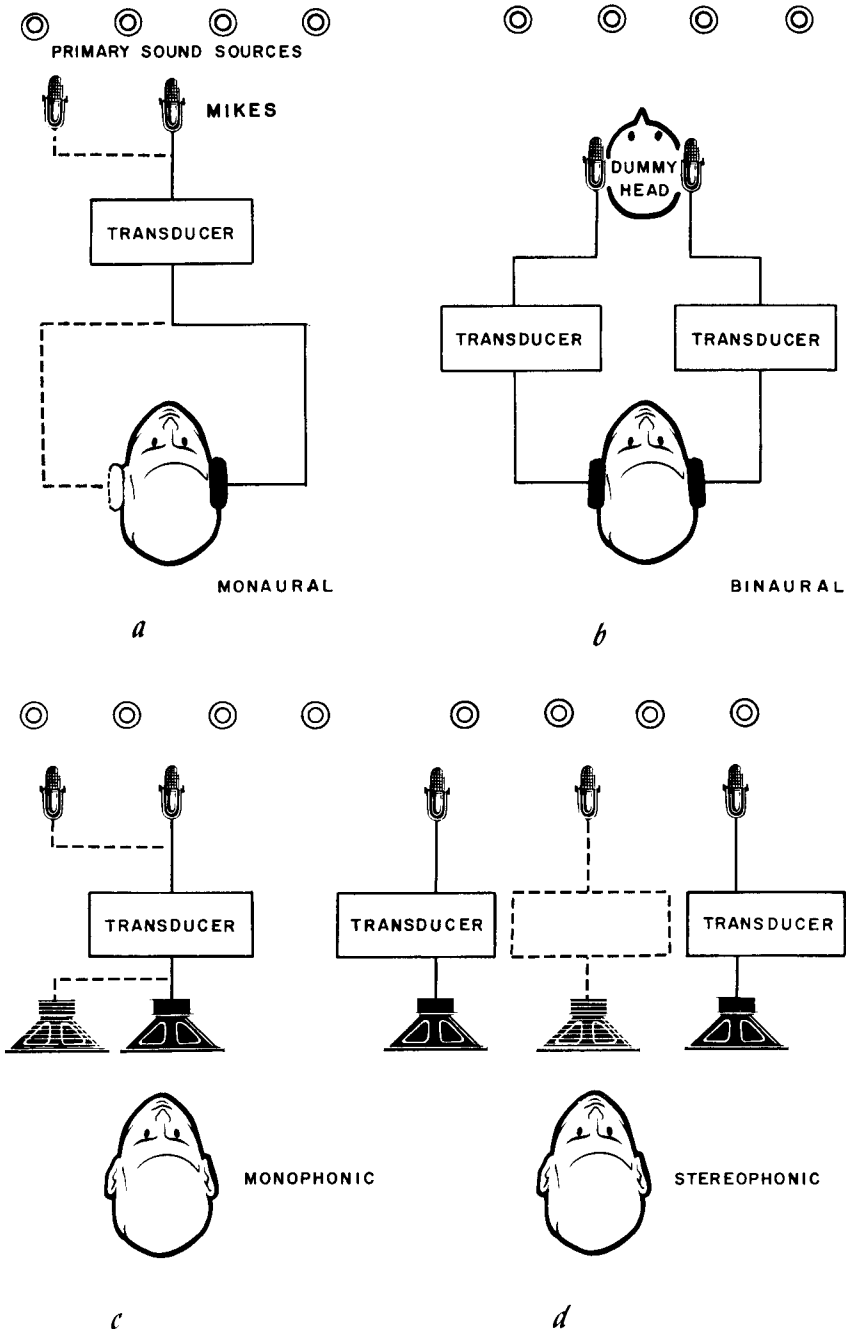 PRIMARY SOUND SOURCES
MIKES
TRANSDUCER
MONAURAL
a
DUMMY
HEAD
TRANSDUCER
TRANSDUCER
BINAURAL
b
TRANSDUCER
MONOPHONIC
c
TRANSDUCER
TRANSDUCER
STEREOPHONIC
d